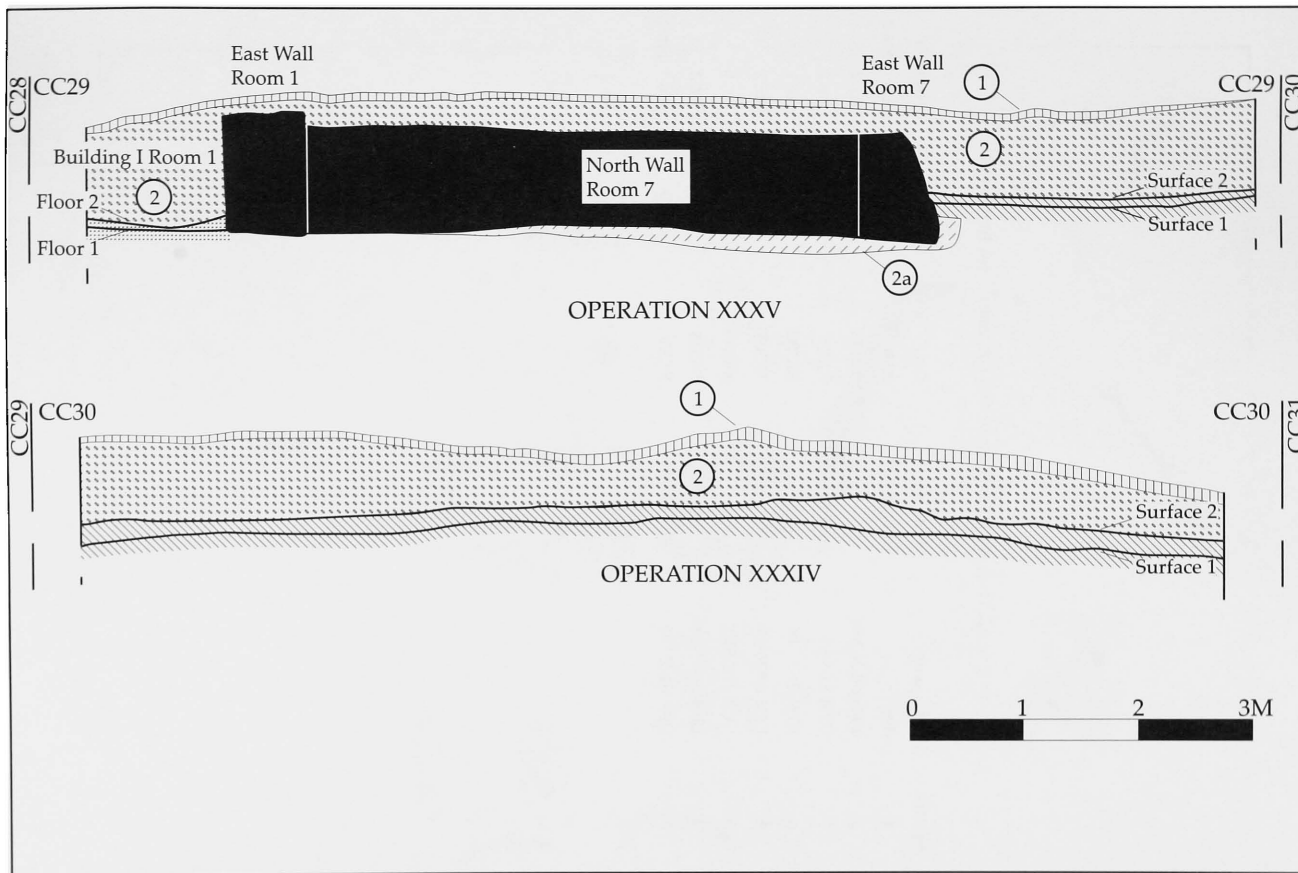 CC28
CC29
East Wall
Room 1
East Wall
Room 7
1
CC29
CC30
Building I Room 1
2
North Wall
Room 7
2
Floor 2
Floor 1
Surface 2
Surface 1
2a
OPERATION XXXV
CC29
CC30
1
2
CC30
CC31
Surface 2
Surface 1
OPERATION XXXIV
0 1 2 3M